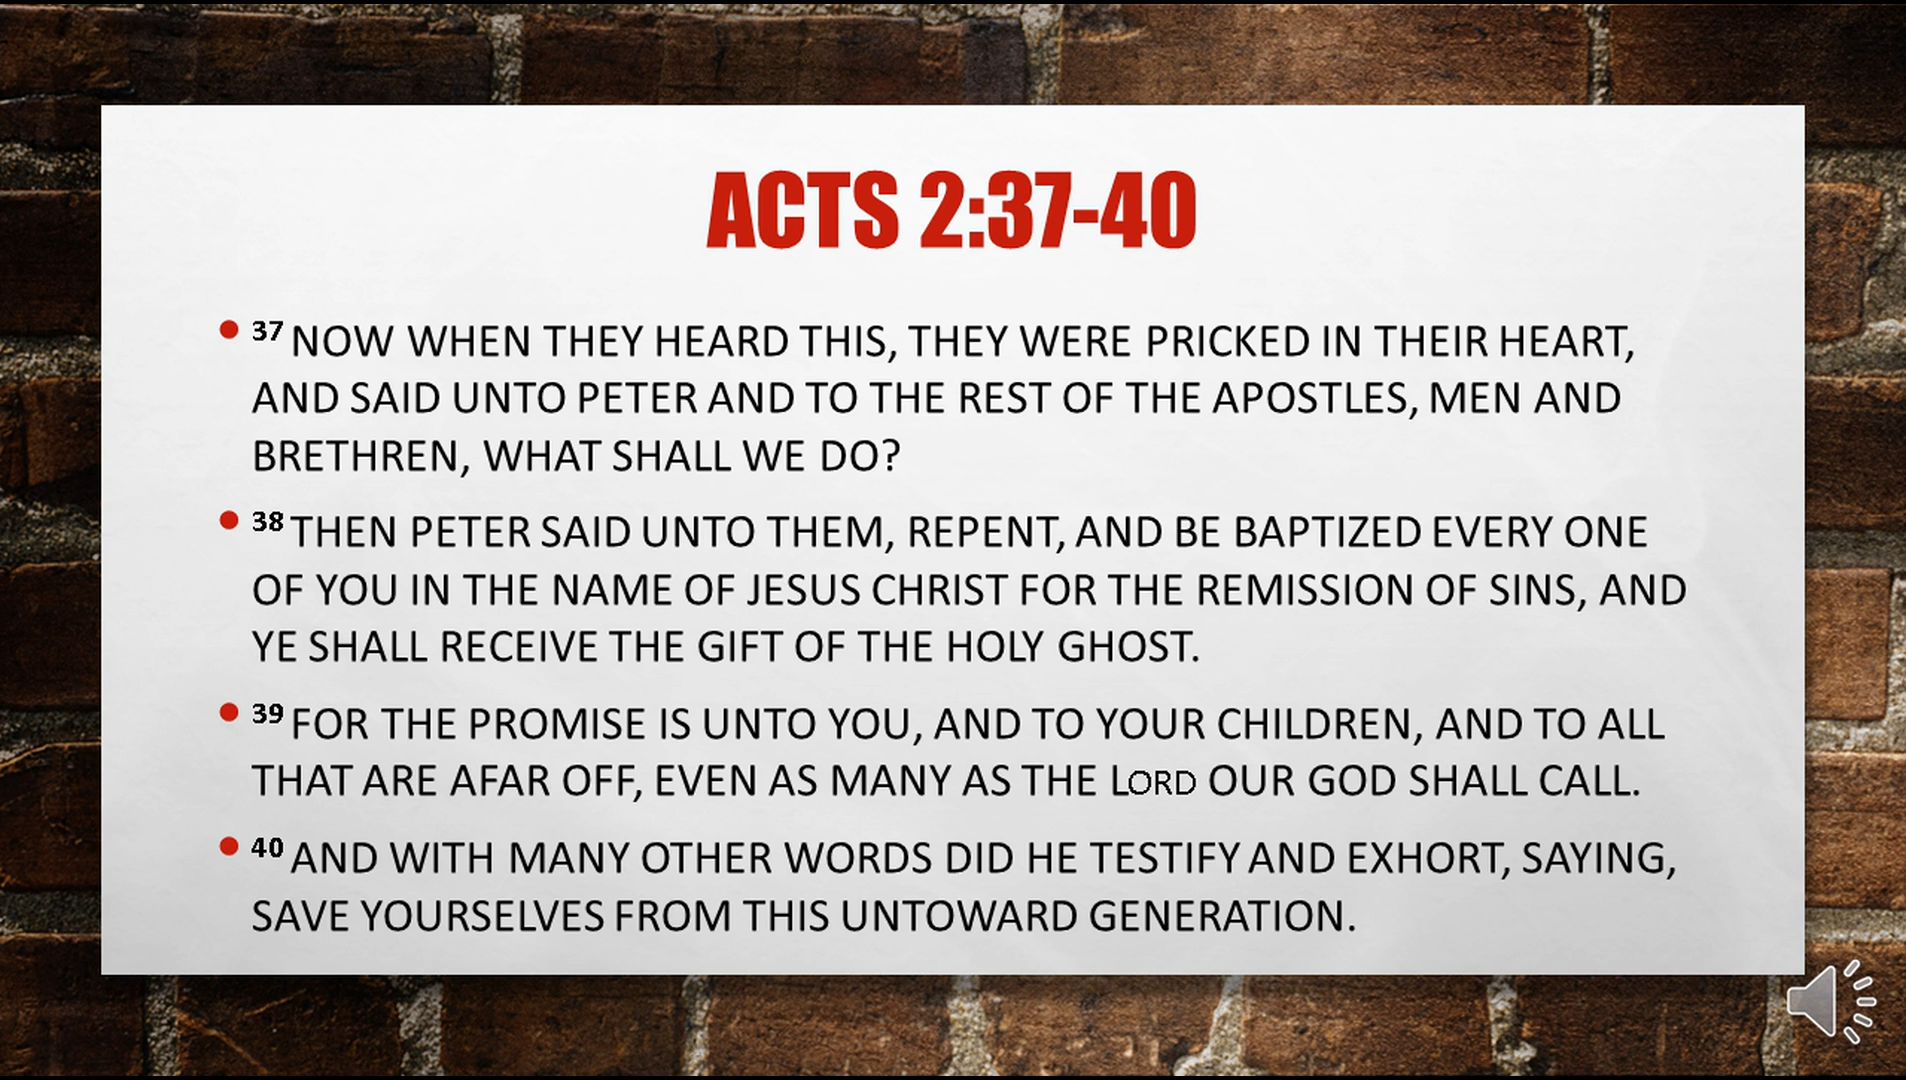 ACTS 2:37-40
• 37 NOW WHEN THEY HEARD THIS, THEY WERE PRICKED IN THEIR HEART,
AND SAID UNTO PETER AND TO THE REST OF THE APOSTLES, MEN AND
BRETHREN, WHAT SHALL WE DO?
• 38 THEN PETER SAID UNTO THEM, REPENT, AND BE BAPTIZED EVERY ONE
OF YOU IN THE NAME OF JESUS CHRIST FOR THE REMISSION OF SINS, AND
YE SHALL RECEIVE THE GIFT OF THE HOLY GHOST.
• 39 FOR THE PROMISE IS UNTO YOU, AND TO YOUR CHILDREN, AND TO ALL
THAT ARE AFAR OFF, EVEN AS MANY AS THE LORD OUR GOD SHALL CALL.
• 40 AND WITH MANY OTHER WORDS DID HE TESTIFY AND EXHORT, SAYING,
SAVE YOURSELVES FROM THIS UNTOWARD GENERATION.